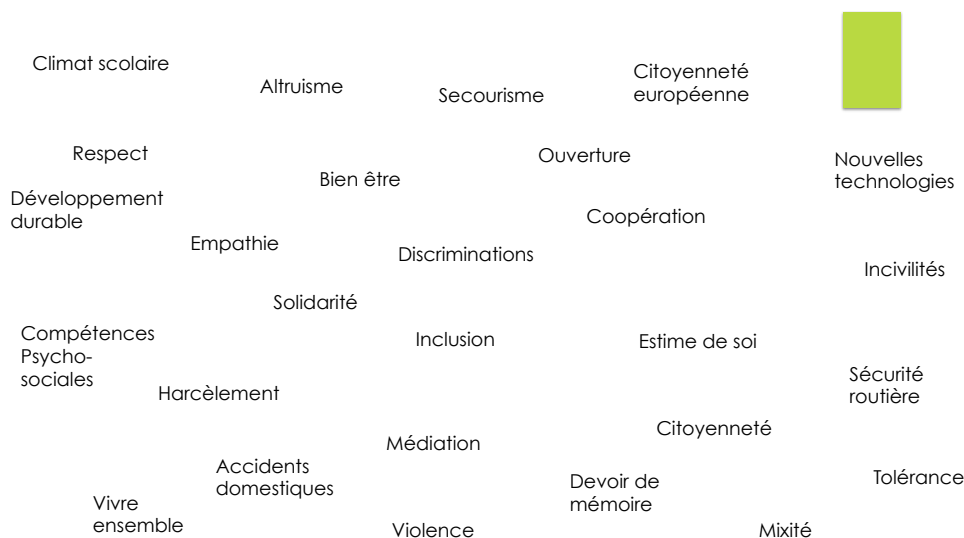 Climat scolaire
Altruisme
Secourisme
Citoyenneté
européenne
Respect
Bien être
Ouverture
Nouvelles
technologies
Développement
durable
Coopération
Empathie
Discriminations
Incivilités
Solidarité
Compétences
Psycho-
sociales
Inclusion
Estime de soi
Harcèlement
Sécurité
routière
Médiation
Citoyenneté
Accidents
domestiques
Devoir de
mémoire
Tolérance
Vivre
ensemble
Violence
Mixité